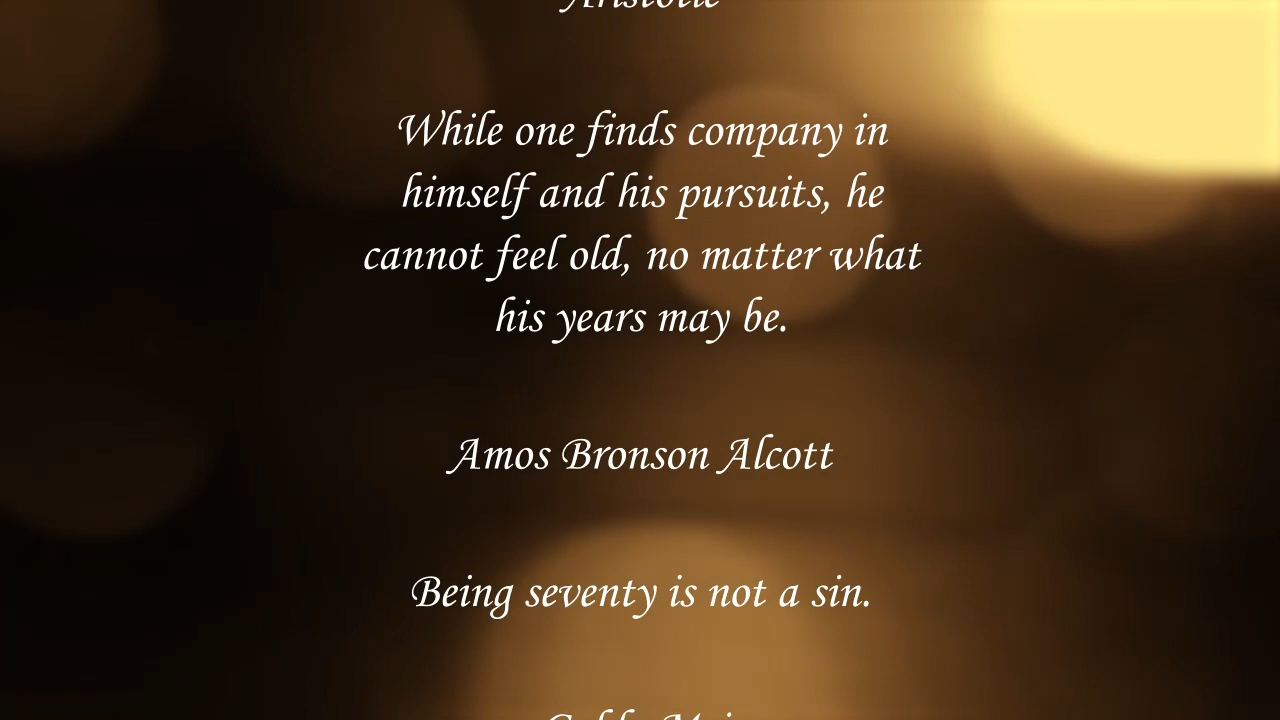 Aristotle
While one finds company in
himself and his pursuits, he
cannot feel old, no matter what
his years may be.
Amos Bronson Alcott
Being seventy is not a sin.